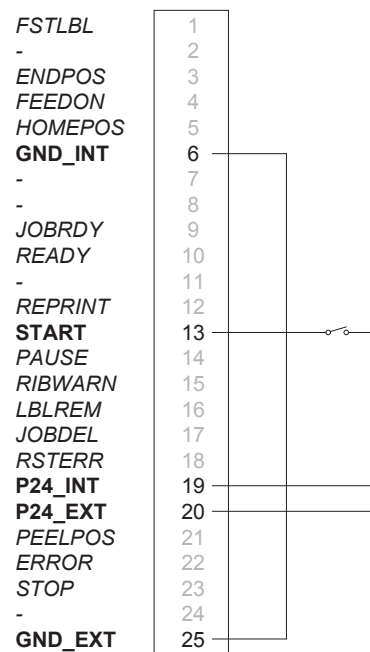 FSTLBL 1
- 2
ENDPOS 3
FEEDON 4
HOMEPOS 5
GND_INT 6
- 7
- 8
JOBRDY 9
READY 10
- 11
REPRINT 12
START 13
PAUSE 14
RIBWARN 15
LBLREM 16
JOBDEL 17
RSTERR 18
P24_INT 19
P24_EXT 20
PEELPOS 21
ERROR 22
STOP 23
- 24
GND_EXT 25